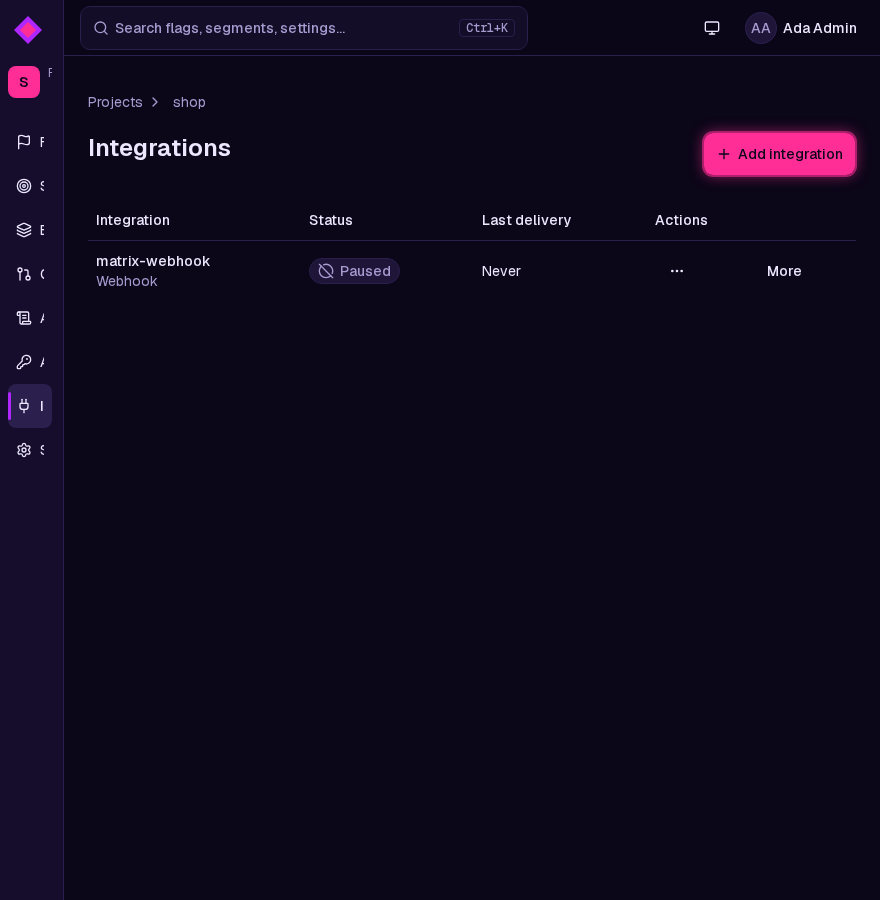 Search flags, segments, settings... Ctrl+K
AA Ada Admin
S
Projects > shop
Integrations
+ Add integration
Integration Status Last delivery Actions
matrix-webhook
Webhook
Paused
Never
... More